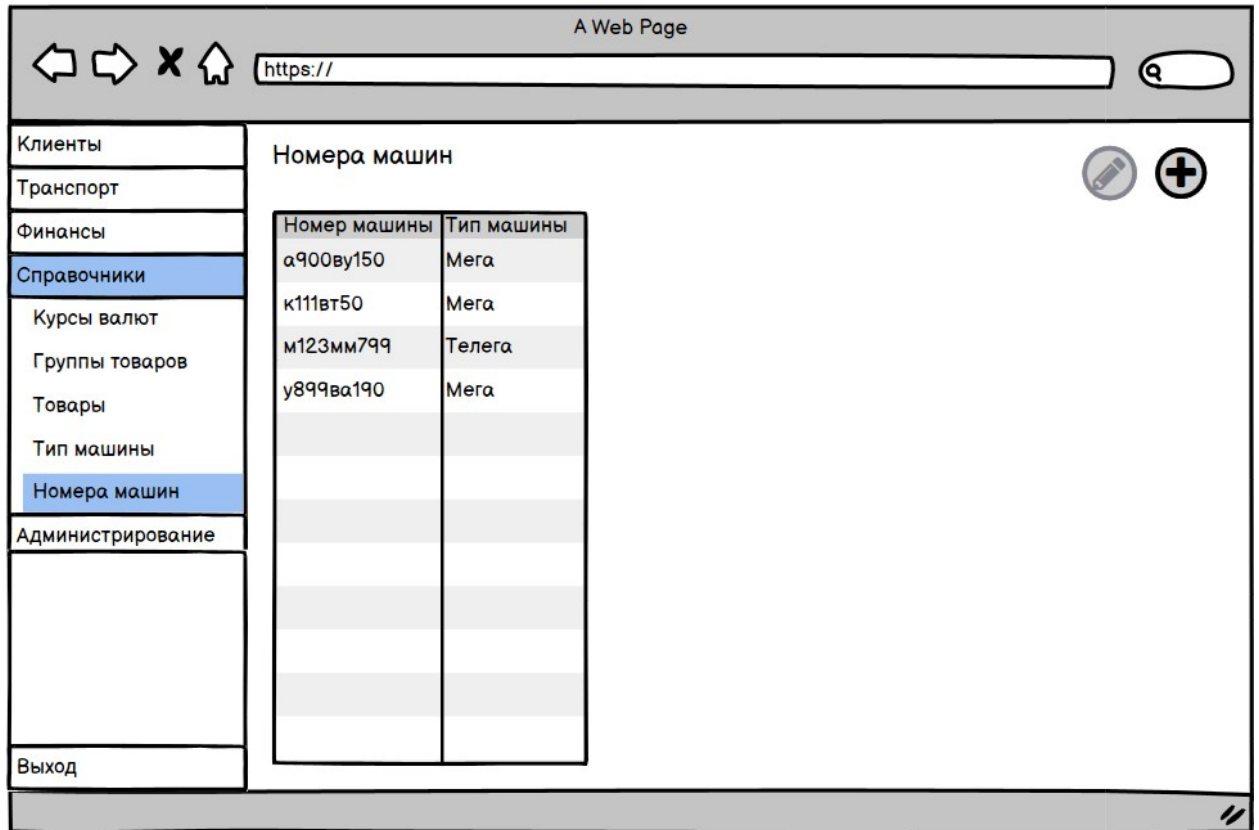 A Web Page
https://
Клиенты
Транспорт
Финансы
Справочники
Курсы валют
Группы товаров
Товары
Тип машины
Номера машин
Администрирование
Выход
Номера машин
Номер машины Тип машины
а900ву150 Мега
к111вт50 Мега
м123мм799 Телега
у899ва190 Мега